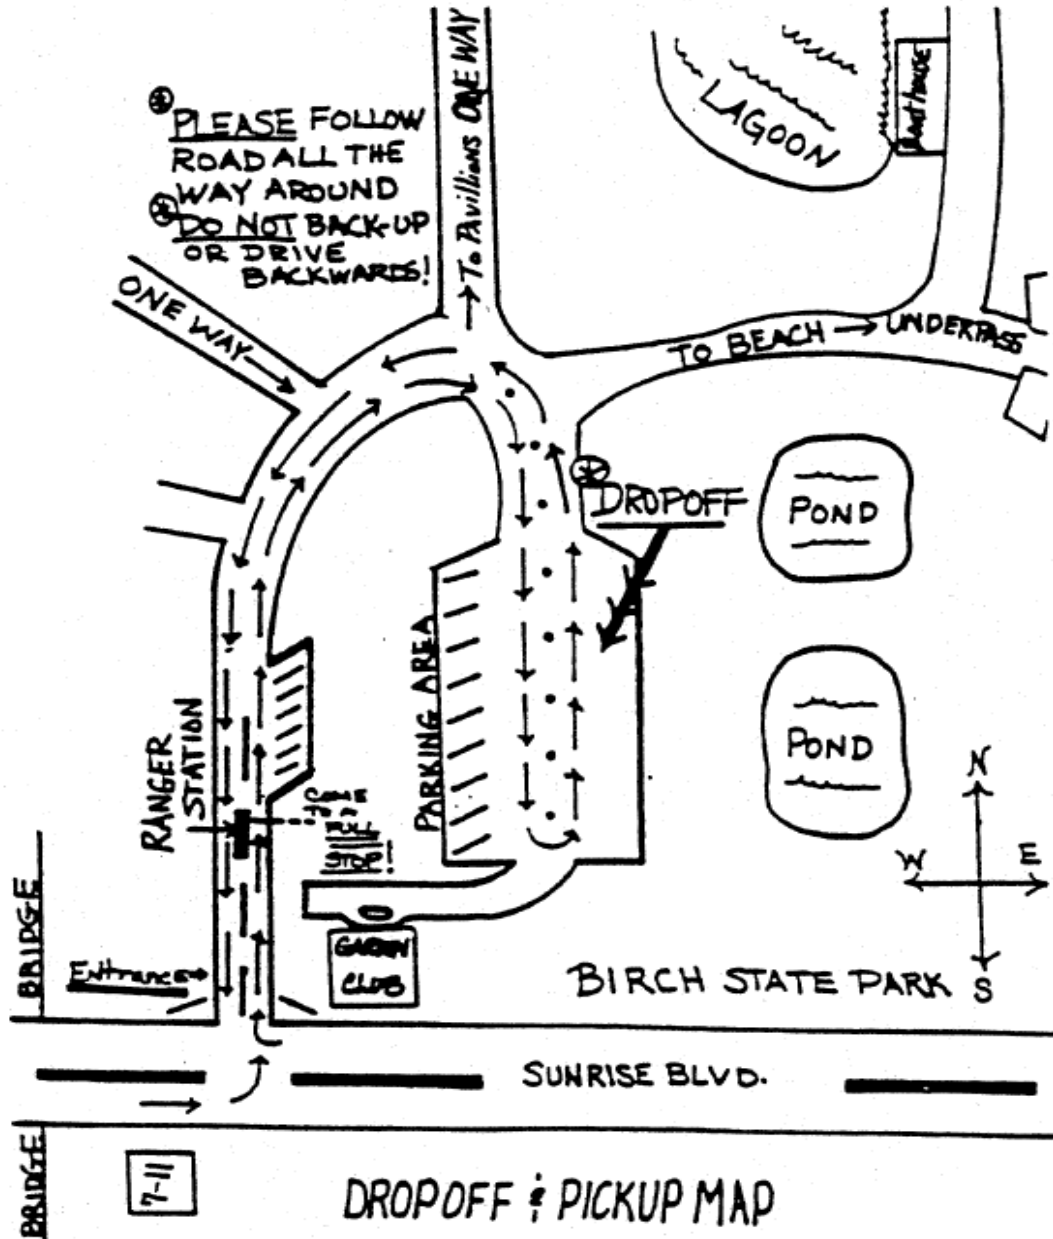 PLEASE FOLLOW
ROAD ALL THE
WAY AROUND
DO NOT BACK-UP
OR DRIVE
BACKWARDS!
ONE WAY
To PAVillIONS ONE WAY
LAGOON
TO BEACH → UNDERPASS
DROPOFF
POND
POND
PARKING AREA
RANGER
STATION
COME
TO A
FULL
STOP!
GARDEN
CLUB
ENTRANCE
BRIDGE
N
W E
S
BIRCH STATE PARK
SUNRISE BLVD.
BRIDGE
7-11
DROPOFF & PICKUP MAP